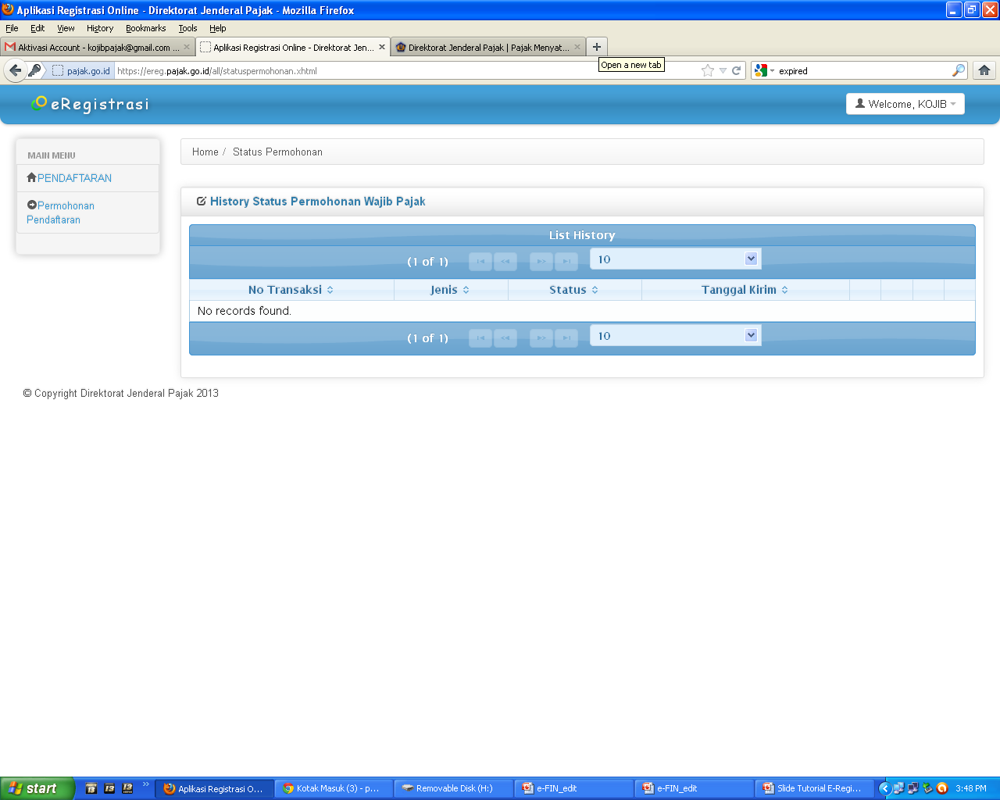 Aplikasi Registrasi Online - Direktorat Jenderal Pajak - Mozilla Firefox
File Edit View History Bookmarks Tools Help
Aktivasi Account - kojibpajak@gmail.com ... Aplikasi Registrasi Online - Direktorat Jen... Direktorat Jenderal Pajak | Pajak Menyat...
Open a new tab
pajak.go.id https://ereg.pajak.go.id/all/statuspermohonan.xhtml expired
eRegistrasi Welcome, KOJIB
MAIN MENU
PENDAFTARAN
Permohonan
Pendaftaran
Home / Status Permohonan
History Status Permohonan Wajib Pajak
List History
(1 of 1) 10
No Transaksi Jenis Status Tanggal Kirim
No records found.
(1 of 1) 10
© Copyright Direktorat Jenderal Pajak 2013
start Aplikasi Registrasi O... Kotak Masuk (3) - p... Removable Disk (H:) e-FIN_edit e-FIN_edit Slide Tutorial E-Regi... 3:48 PM